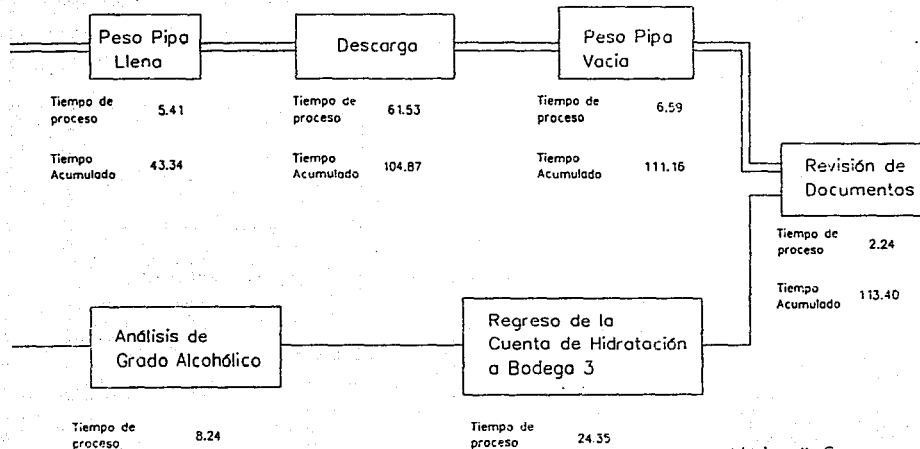 Peso Pipa
Llena
Descarga
Peso Pipa
Vacia
Tiempo de
proceso 5.41
Tiempo de
proceso 61.53
Tiempo de
proceso 6.59
Tiempo
Acumulado 43.34
Tiempo
Acumulado 104.87
Tiempo
Acumulado 111.16
Revisión de
Documentos
Tiempo de
proceso 2.24
Tiempo
Acumulado 113.40
Análisis de
Grado Alcohólico
Regreso de la
Cuenta de Hidratación
a Bodega 3
Tiempo de
proceso 8.24
Tiempo de
proceso 24.35